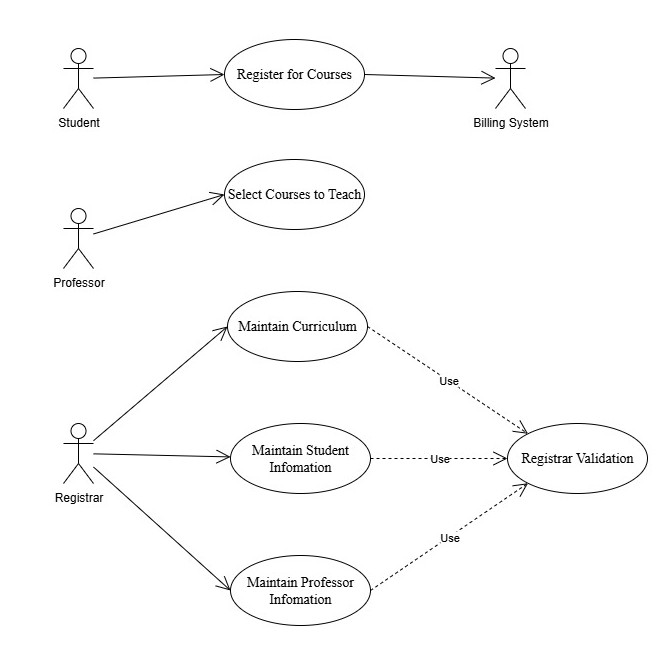 Register for Courses
Student
Billing System
Select Courses to Teach
Professor
Maintain Curriculum
Use
Maintain Student
Infomation
Use
Registrar Validation
Registrar
Use
Maintain Professor
Infomation